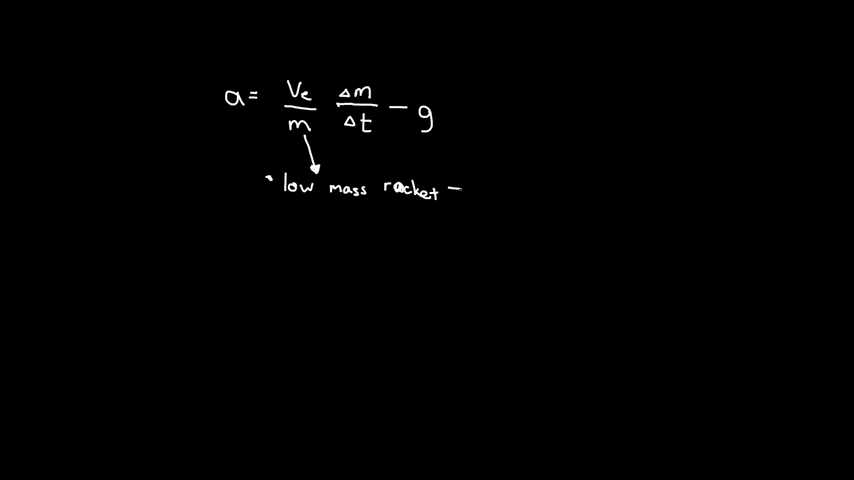 a = Ve/m Δm/Δt − g
• low mass rocket –